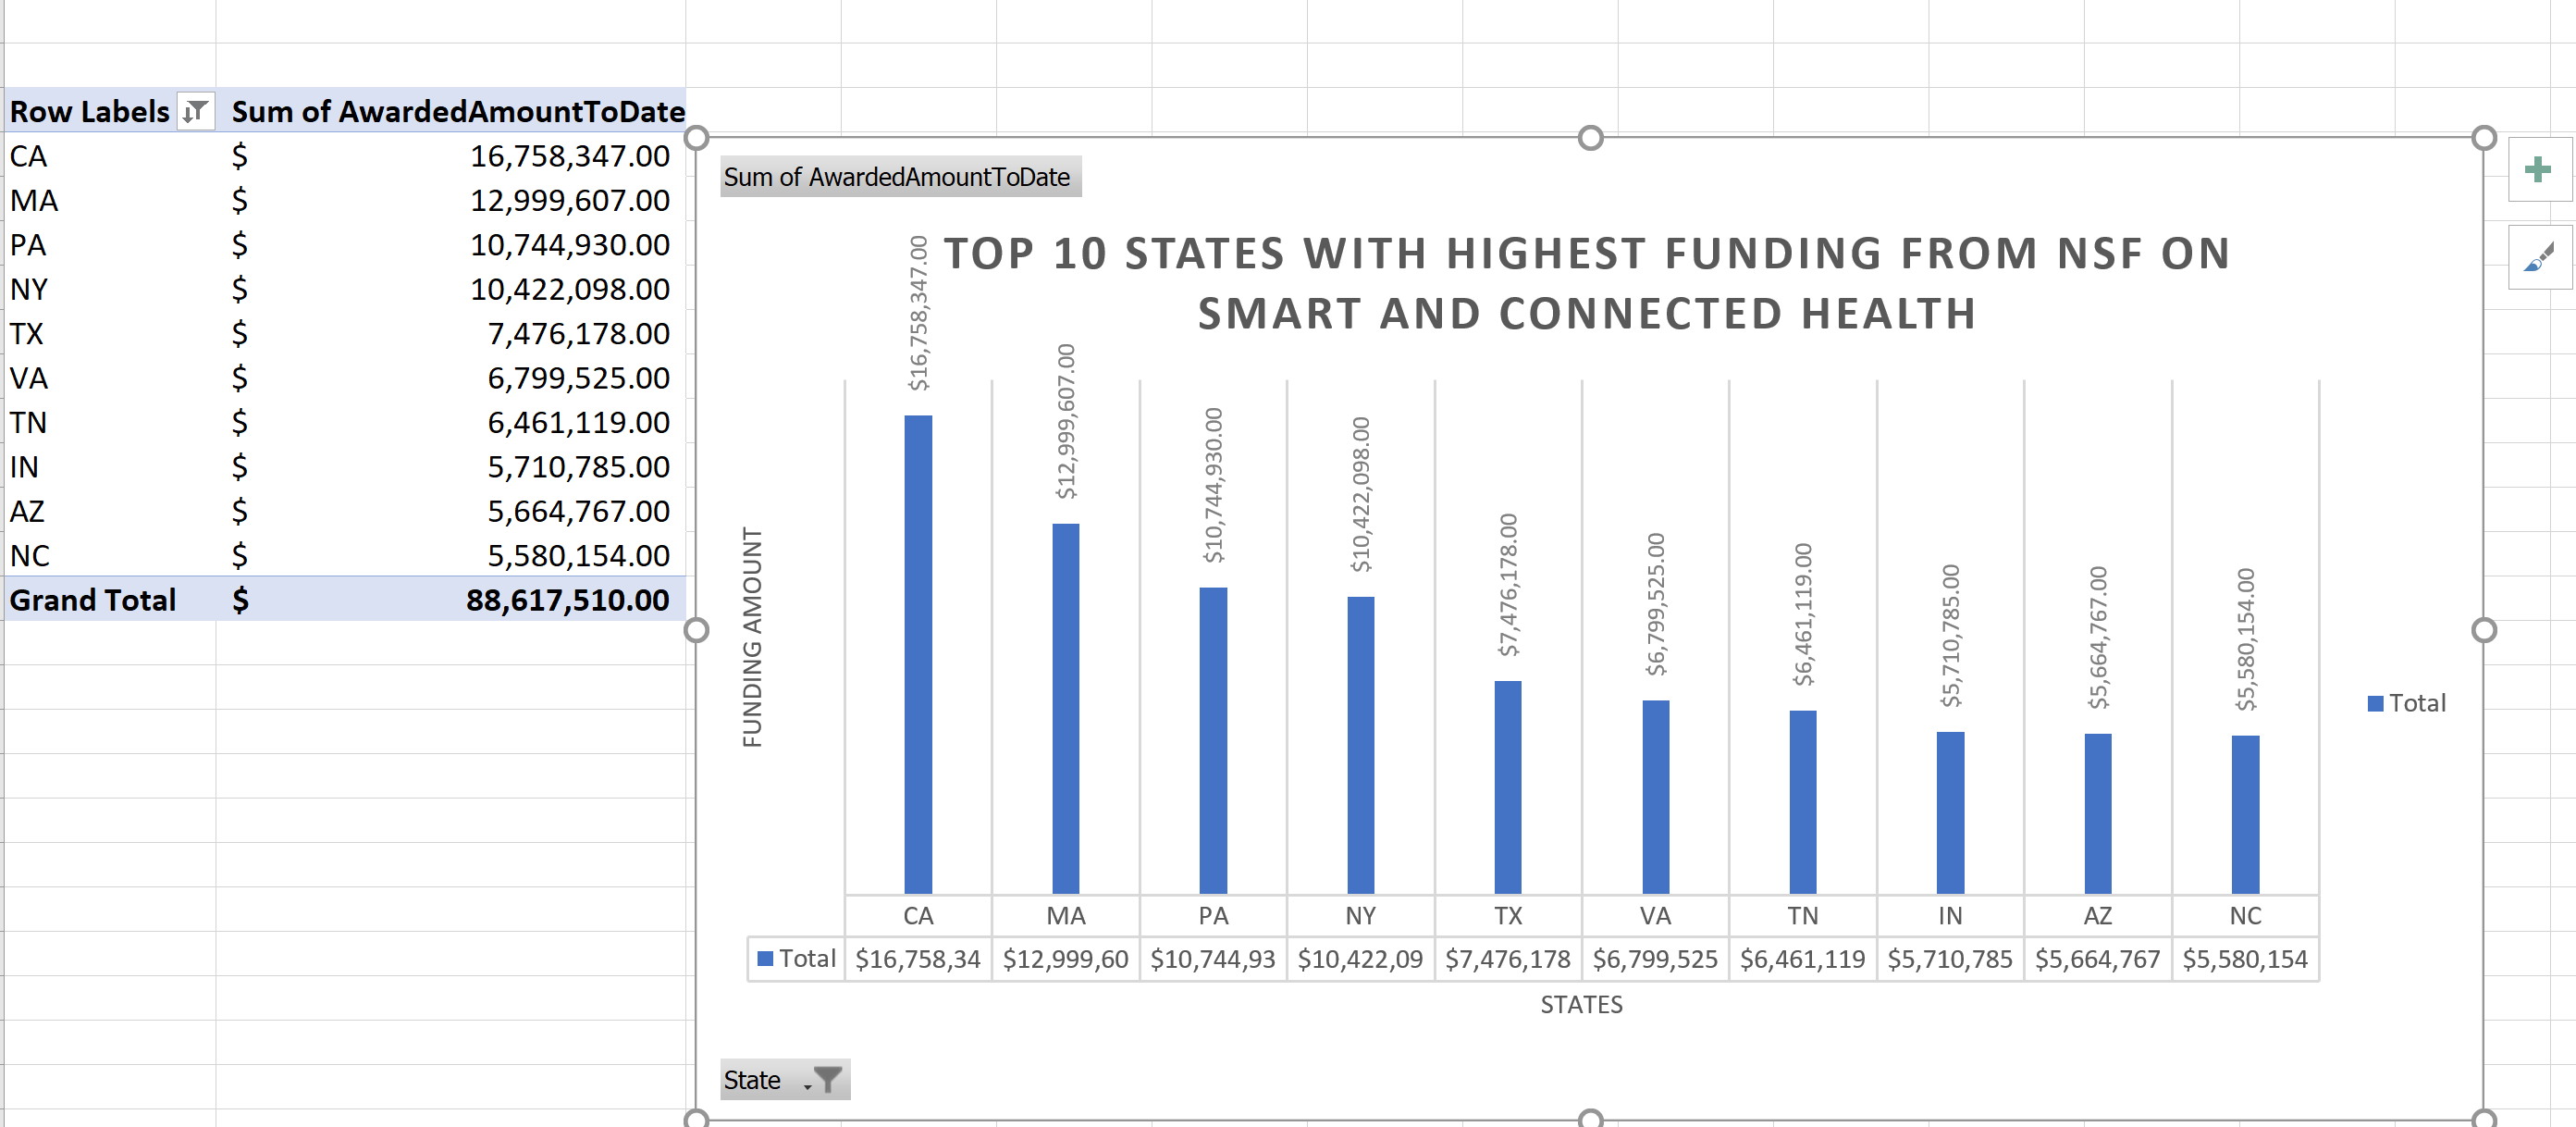 Row Labels Sum of AwardedAmountToDate
CA $ 16,758,347.00
MA $ 12,999,607.00
PA $ 10,744,930.00
NY $ 10,422,098.00
TX $ 7,476,178.00
VA $ 6,799,525.00
TN $ 6,461,119.00
IN $ 5,710,785.00
AZ $ 5,664,767.00
NC $ 5,580,154.00
Grand Total $ 88,617,510.00
Sum of AwardedAmountToDate
TOP 10 STATES WITH HIGHEST FUNDING FROM NSF ON
SMART AND CONNECTED HEALTH
FUNDING AMOUNT
$16,758,347.00
$12,999,607.00
$10,744,930.00
$10,422,098.00
$7,476,178.00
$6,799,525.00
$6,461,119.00
$5,710,785.00
$5,664,767.00
$5,580,154.00
Total
CA MA PA NY TX VA TN IN AZ NC
Total $16,758,34 $12,999,60 $10,744,93 $10,422,09 $7,476,178 $6,799,525 $6,461,119 $5,710,785 $5,664,767 $5,580,154
STATES
State